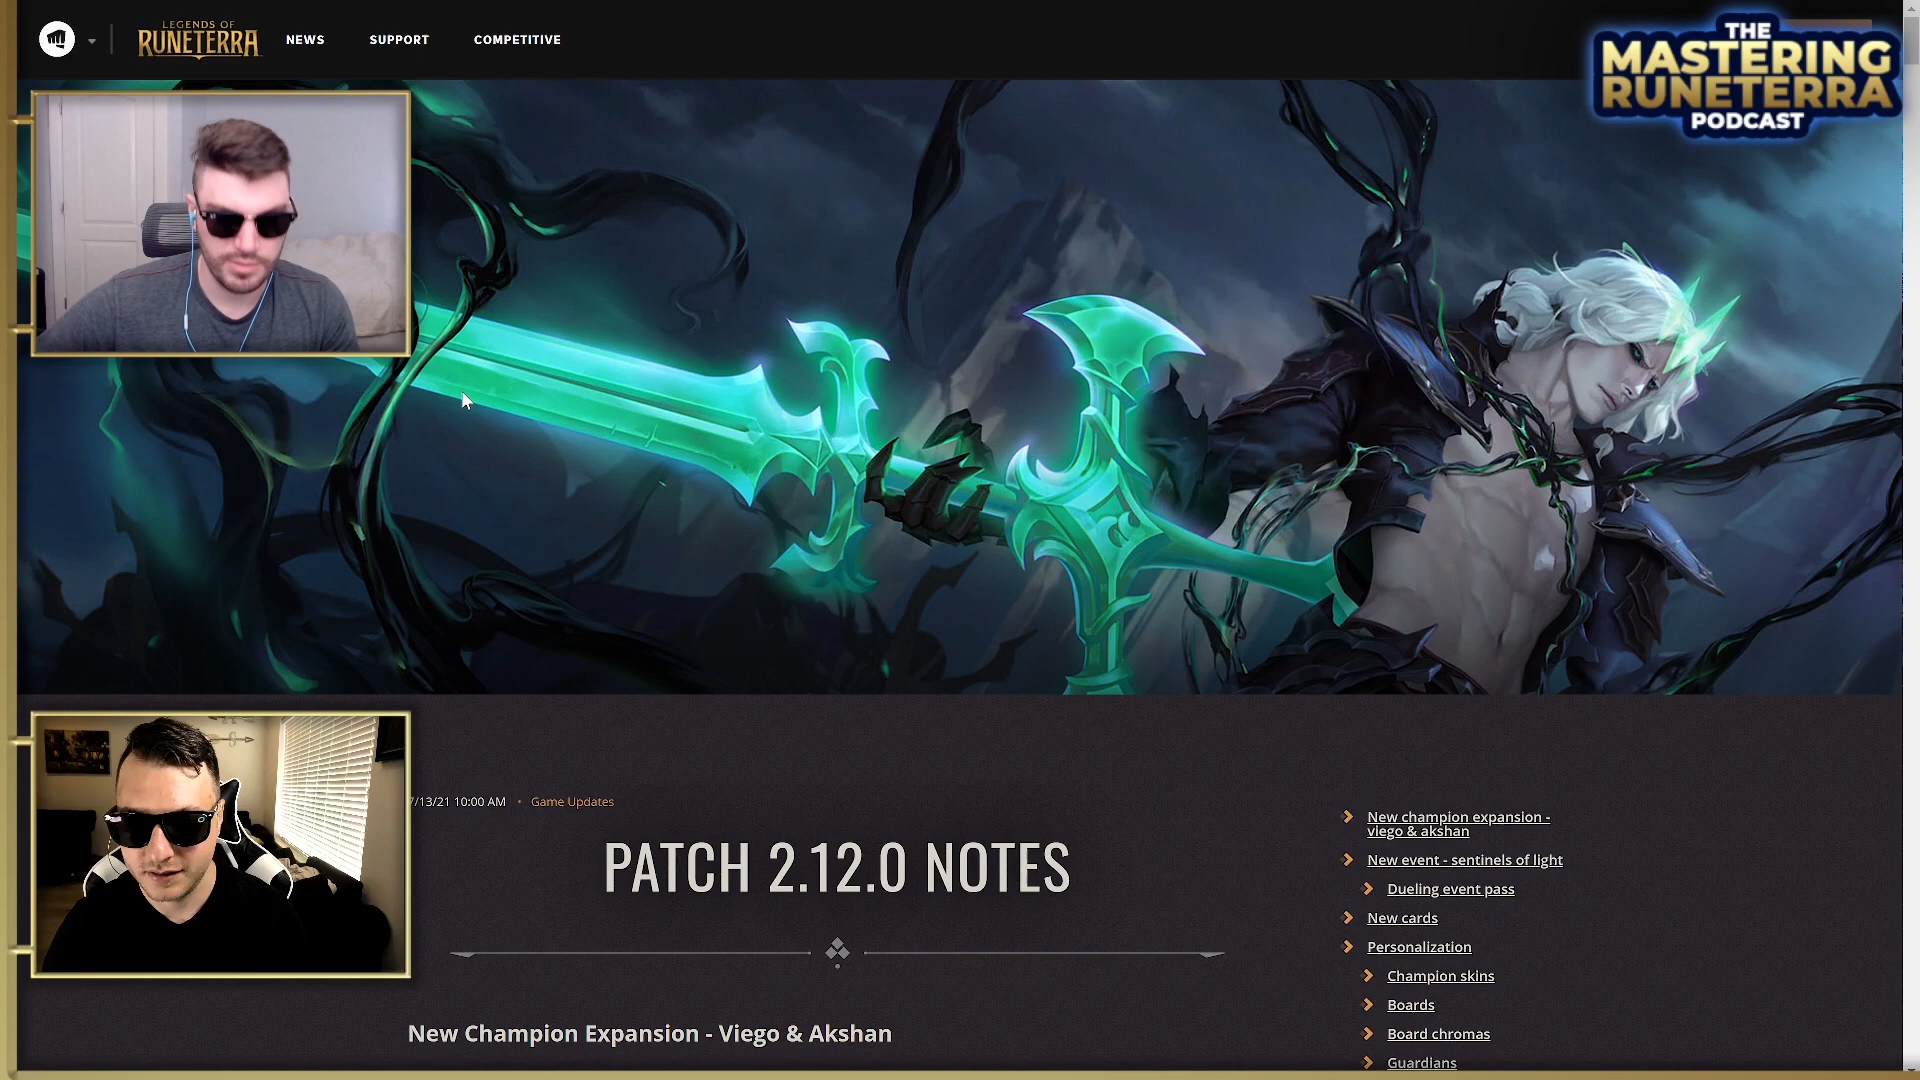 LEGENDS OF
RUNETERRA
NEWS
SUPPORT
COMPETITIVE
THE
MASTERING
RUNETERRA
PODCAST
7/13/21 10:00 AM • Game Updates
PATCH 2.12.0 NOTES
New Champion Expansion - Viego & Akshan
New champion expansion -
viego & akshan
New event - sentinels of light
Dueling event pass
New cards
Personalization
Champion skins
Boards
Board chromas
Guardians